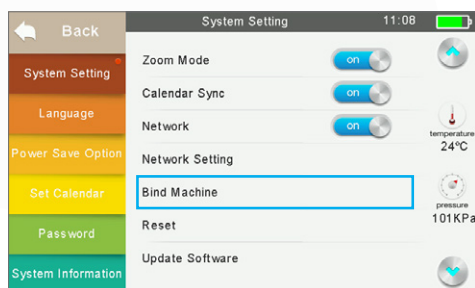 Back
System Setting
11:08
System Setting
Language
Power Save Option
Set Calendar
Password
System Information
Zoom Mode
on
Calendar Sync
on
Network
on
Network Setting
Bind Machine
Reset
Update Software
temperature
24°C
pressure
101KPa